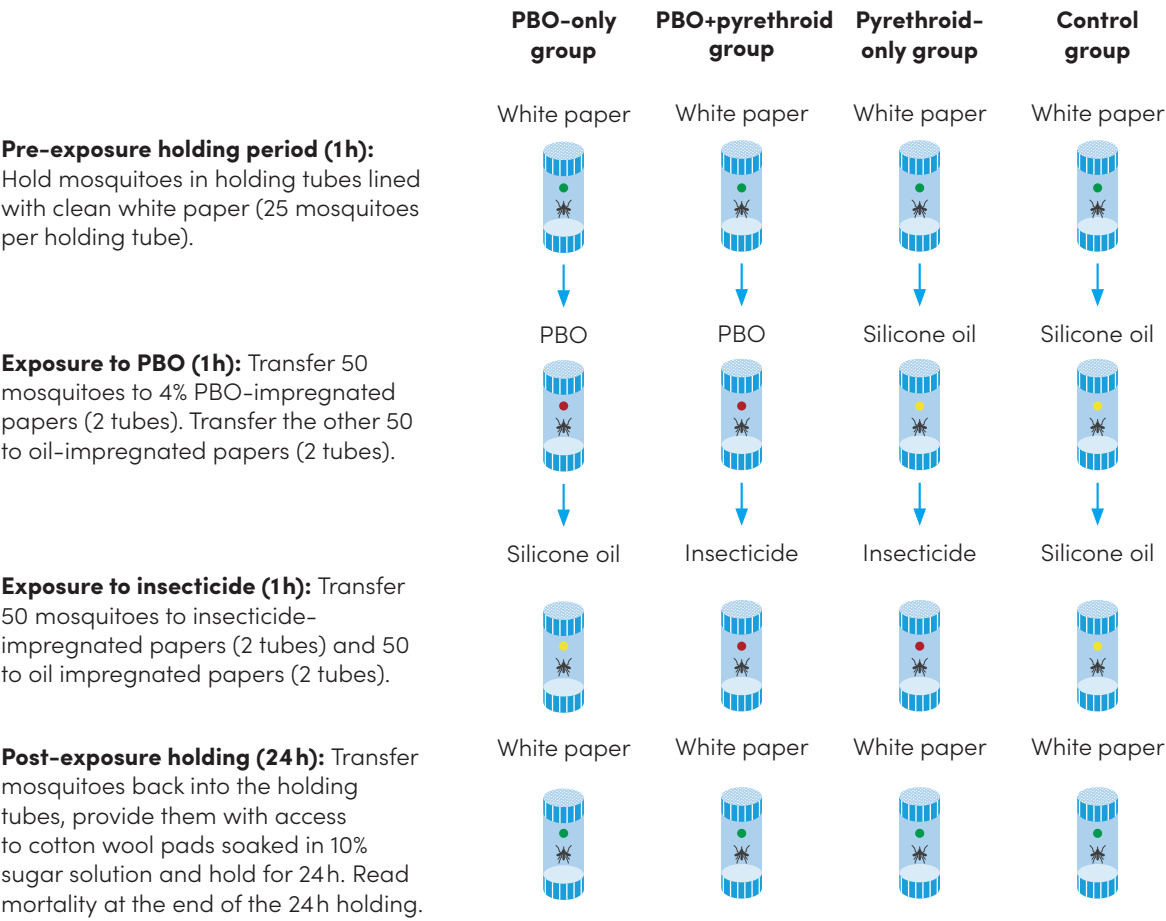 PBO-only group
PBO+pyrethroid group
Pyrethroid-only group
Control group
White paper
White paper
White paper
White paper
Pre-exposure holding period (1h):
Hold mosquitoes in holding tubes lined
with clean white paper (25 mosquitoes
per holding tube).
PBO
PBO
Silicone oil
Silicone oil
Exposure to PBO (1h): Transfer 50
mosquitoes to 4% PBO-impregnated
papers (2 tubes). Transfer the other 50
to oil-impregnated papers (2 tubes).
Silicone oil
Insecticide
Insecticide
Silicone oil
Exposure to insecticide (1h): Transfer
50 mosquitoes to insecticide-
impregnated papers (2 tubes) and 50
to oil impregnated papers (2 tubes).
White paper
White paper
White paper
White paper
Post-exposure holding (24h): Transfer
mosquitoes back into the holding
tubes, provide them with access
to cotton wool pads soaked in 10%
sugar solution and hold for 24h. Read
mortality at the end of the 24h holding.